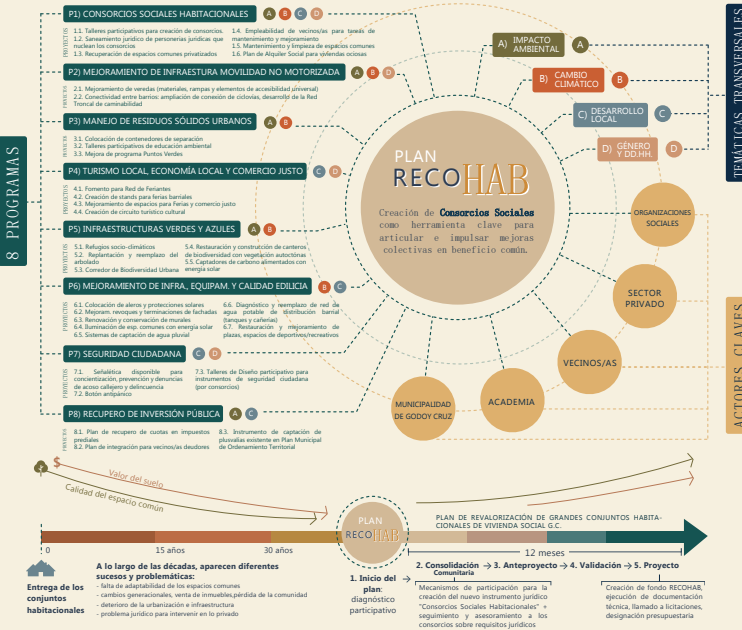 8 PROGRAMAS
P1) CONSORCIOS SOCIALES HABITACIONALES A B C D
PROYECTOS
1.1. Talleres participativos para creación de consorcios.
1.2. Saneamiento jurídico de personerías jurídicas que
nuclean los consorcios
1.3. Recuperación de espacios comunes privatizados
1.4. Empleabilidad de vecinos/as para tareas de
mantenimiento y mejoramiento
1.5. Mantenimiento y limpieza de espacios comunes
1.6. Plan de Alquiler Social para viviendas ociosas
P2) MEJORAMIENTO DE INFRAESTURA MOVILIDAD NO MOTORIZADA A B D
2.1. Mejoramiento de veredas (materiales, rampas y elementos de accesibilidad universal)
2.2. Conectividad entre barrios: ampliación de conexión de ciclovías, desarrollo de la Red
Troncal de caminabilidad
P3) MANEJO DE RESIDUOS SÓLIDOS URBANOS A B
3.1. Colocación de contenedores de separación
3.2. Talleres participativos de educación ambiental
3.3. Mejora de programa Puntos Verdes
P4) TURISMO LOCAL, ECONOMÍA LOCAL Y COMERCIO JUSTO C D
PROYECTOS
4.1. Fomento para Red de Feriantes
4.2. Creación de stands para ferias barriales
4.3. Mejoramiento de espacios para Ferias y comercio justo
4.4. Creación de circuito turístico cultural
P5) INFRAESTRUCTURAS VERDES Y AZULES A B
PROYECTOS
5.1. Refugios socio-climáticos
5.2. Replantación y reemplazo del
arbolado
5.3. Corredor de Biodiversidad Urbana
5.4. Restauración y construcción de canteros
de biodiversidad con vegetación autoctónas
5.5. Captadores de carbono alimentados con
energía solar
P6) MEJORAMIENTO DE INFRA, EQUIPAM. Y CALIDAD EDILICIA B C
PROYECTOS
6.1. Colocación de aleros y protecciones solares
6.2. Mejoram. revoques y terminaciones de fachadas
6.3. Renovación y conservación de murales
6.4. Iluminación de esp. comunes con energía solar
6.5. Sistemas de captación de agua pluvial
6.6. Diagnóstico y reemplazo de red de
agua potable de distribución barrial
(tanques y cañerías)
6.7. Restauración y mejoramiento de
plazas, espacios de deportivos/recreativos
P7) SEGURIDAD CIUDADANA C D
PROYECTOS
7.1. Señalética disponible para
concientización, prevención y denuncias
de acoso callejero y delincuencia
7.2. Botón antipánico
7.3. Talleres de Diseño participativo para
instrumentos de seguridad ciudadana
(por consorcios)
P8) RECUPERO DE INVERSIÓN PÚBLICA A C
8.1. Plan de recupero de cuotas en impuestos
prediales
8.2. Plan de integración para vecinos/as deudores
8.3. Instrumento de captación de
plusvalías existente en Plan Municipal
de Ordenamiento Territorial
PLAN
RECOHAB
Creación de Consorcios Sociales
como herramienta clave para
articular e impulsar mejoras
colectivas en beneficio común.
TEMÁTICAS TRANSVERSALES
A) IMPACTO
AMBIENTAL A
B) CAMBIO
CLIMÁTICO B
C) DESARROLLO
LOCAL C
D) GÉNERO
Y DD.HH. D
ACTORES CLAVES
ORGANIZACIONES
SOCIALES
SECTOR
PRIVADO
VECINOS/AS
ACADEMIA
MUNICIPALIDAD
DE GODOY CRUZ
$
Valor del suelo
Calidad del espacio común
PLAN
RECOHAB
PLAN DE REVALORIZACIÓN DE GRANDES CONJUNTOS HABITA-
CIONALES DE VIVIENDA SOCIAL G.C.
0 15 años 30 años
12 meses
Entrega de los
conjuntos
habitacionales
A lo largo de las décadas, aparecen diferentes
sucesos y problemáticas:
- falta de adaptabilidad de los espacios comunes
- cambios generacionales, venta de inmuebles,pérdida de la comunidad
- deterioro de la urbanización e infraestructura
- problema jurídico para intervenir en lo privado
1. Inicio del
plan:
diagnóstico
participativo
2. Consolidación
Comunitaria
3. Anteproyecto
4. Validación
5. Proyecto
Mecanismos de participación para la
creación del nuevo instrumento jurídico
"Consorcios Sociales Habitacionales" +
seguimiento y asesoramiento a los
consorcios sobre requisitos jurídicos
Creación de fondo RECOHAB,
ejecución de documentación
técnica, llamado a licitaciones,
designación presupuestaria